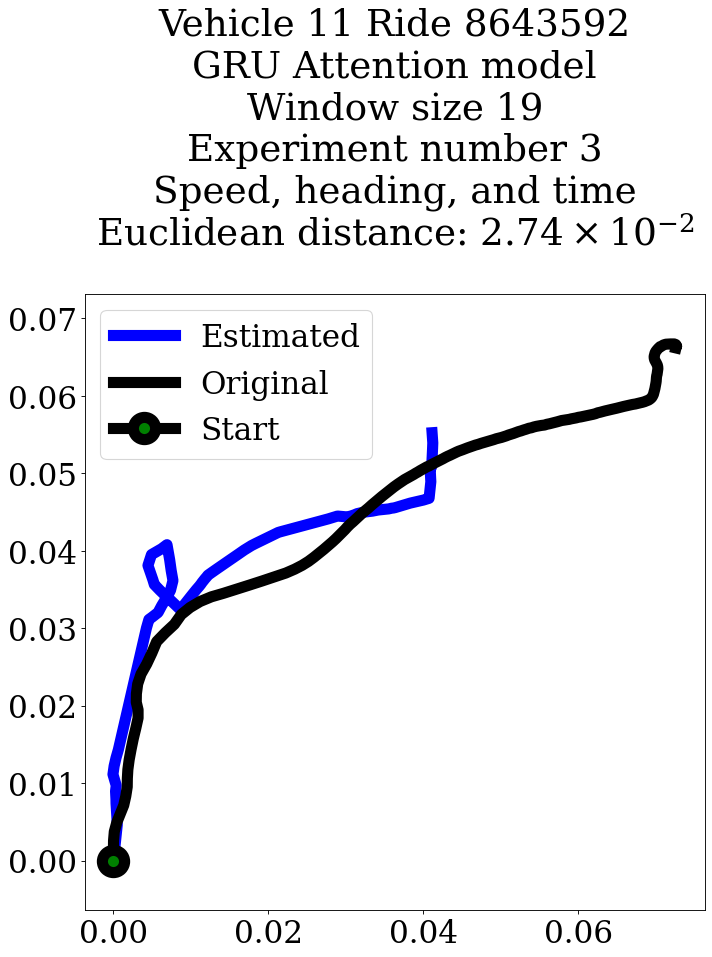 Vehicle 11 Ride 8643592
GRU Attention model
Window size 19
Experiment number 3
Speed, heading, and time
Euclidean distance: 2.74 × 10⁻²
Estimated
Original
Start
0.07
0.06
0.05
0.04
0.03
0.02
0.01
0.00
0.00 0.02 0.04 0.06